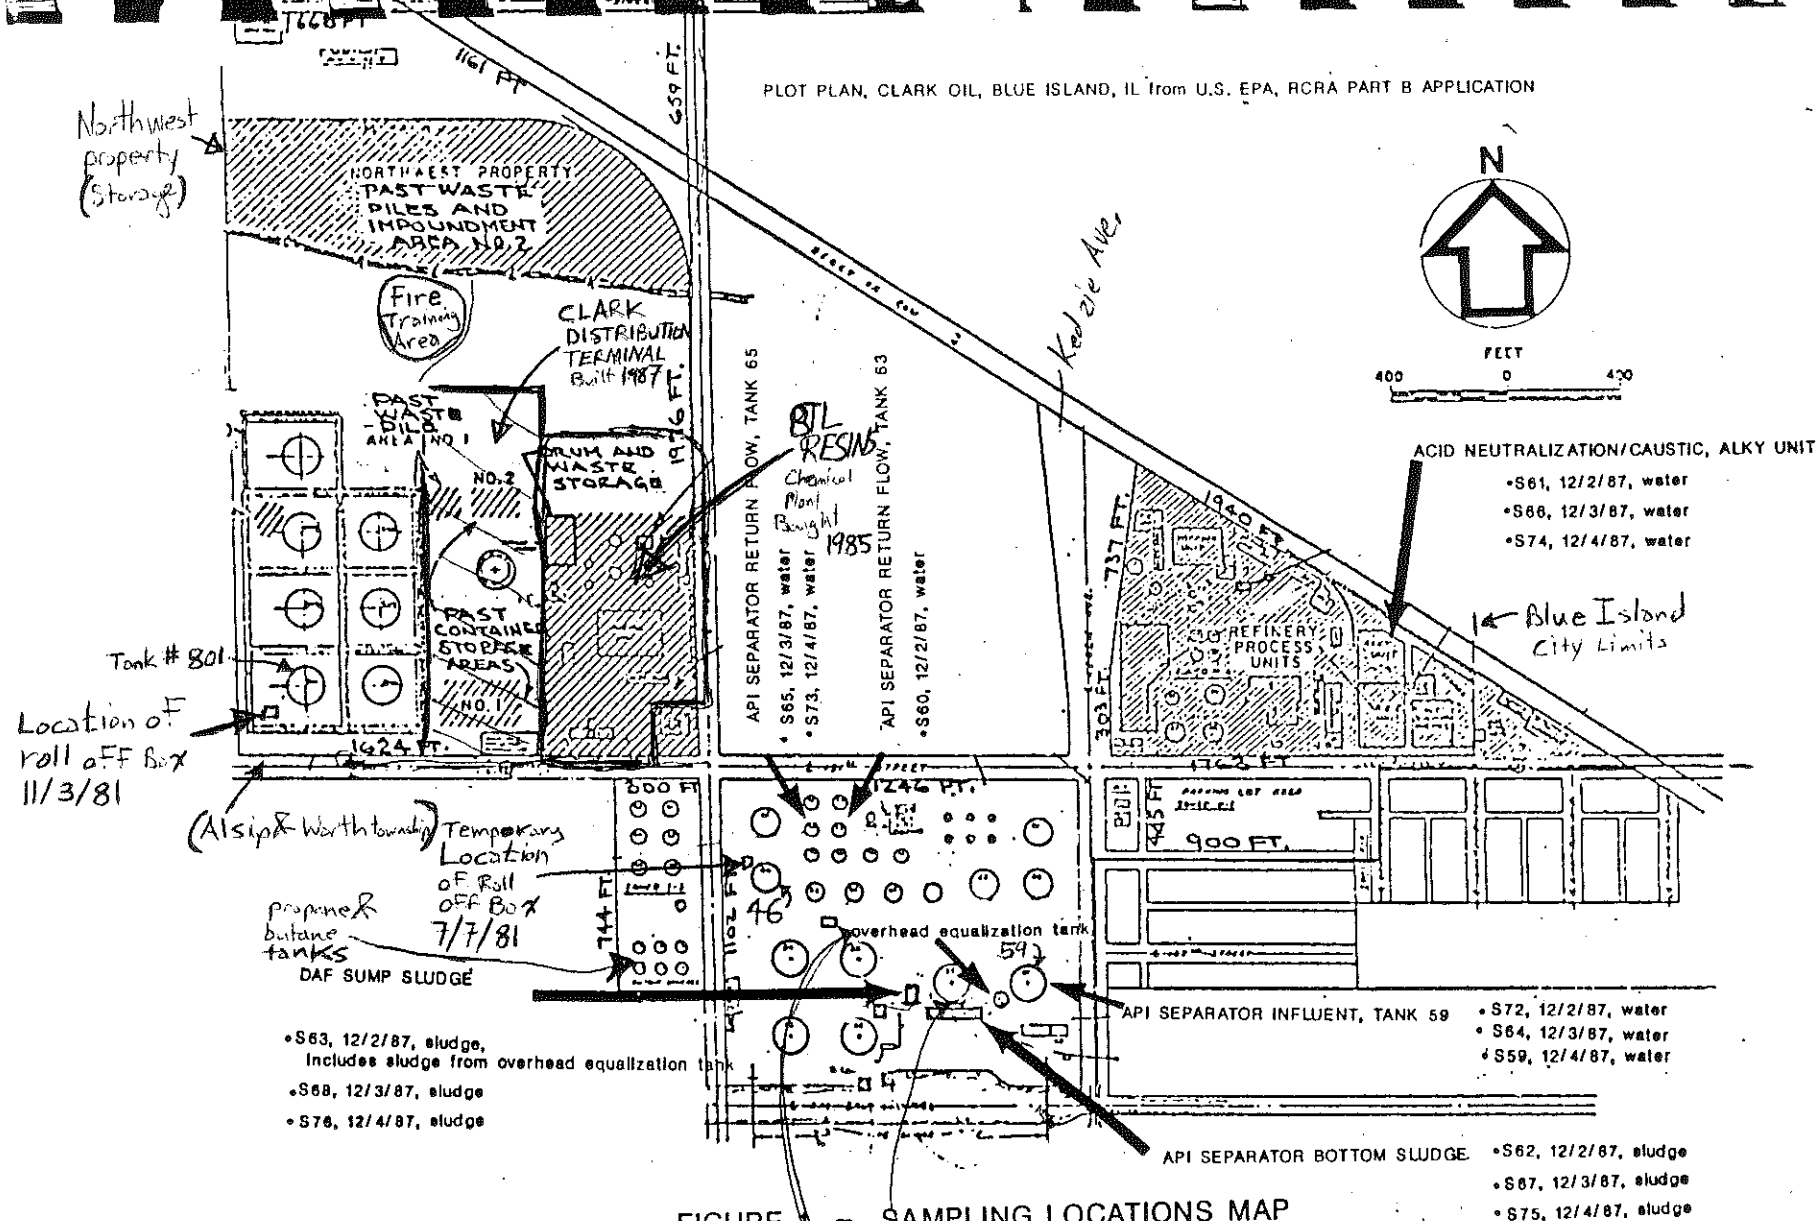 1660 FT
1161 FT
659 FT.
PLOT PLAN, CLARK OIL, BLUE ISLAND, IL from U.S. EPA, RCRA PART B APPLICATION
Northwest
property
(Storage)
NORTHWEST PROPERTY
PAST WASTE
PILES AND
IMPOUNDMENT
AREA NO. 2
N
FEET
400 0 400
Kedzie Ave.
Fire
Training
Area
CLARK
DISTRIBUTION
TERMINAL
Built 1987
PAST
WASTE
PILE
AREA NO. 1
NO. 2
DRUM AND
WASTE
STORAGE
1976 FT.
BTL
RESINS
Chemical
Plant
Bought
1985
API SEPARATOR RETURN FLOW, TANK 65
• S65, 12/3/87, water
• S73, 12/4/87, water
API SEPARATOR RETURN FLOW, TANK 63
• S60, 12/2/87, water
ACID NEUTRALIZATION/CAUSTIC, ALKY UNIT
•S61, 12/2/87, water
•S66, 12/3/87, water
•S74, 12/4/87, water
1940 FT.
737 FT.
303 FT.
REFINERY
PROCESS
UNITS
Blue Island
City Limits
PAST
CONTAINER
STORAGE
AREAS
NO. 1
Tank # 801
Location of
roll off Box
11/3/81
1624 FT.
STREET
(Alsip & Worth township)
300 FT
1246 FT.
PARKING LOT AREA
445 FT
900 FT.
Temporary
Location
of Roll
off Box
7/7/81
744 FT.
1102 FT.
46
propane &
butane
tanks
overhead equalization tank
59
DAF SUMP SLUDGE
•S63, 12/2/87, sludge,
includes sludge from overhead equalization tank
•S68, 12/3/87, sludge
•S76, 12/4/87, sludge
API SEPARATOR INFLUENT, TANK 59
• S72, 12/2/87, water
• S64, 12/3/87, water
• S59, 12/4/87, water
API SEPARATOR BOTTOM SLUDGE
•S62, 12/2/87, sludge
•S67, 12/3/87, sludge
•S75, 12/4/87, sludge
FIGURE - SAMPLING LOCATIONS MAP